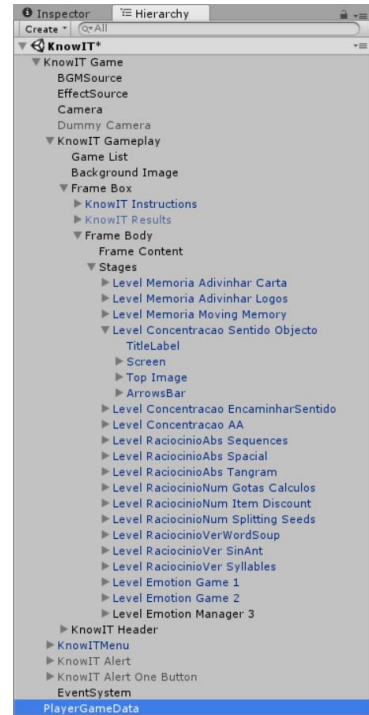 Inspector Hierarchy
Create All
KnowIT*
KnowIT Game
BGMSource
EffectSource
Camera
Dummy Camera
KnowIT Gameplay
Game List
Background Image
Frame Box
KnowIT Instructions
KnowIT Results
Frame Body
Frame Content
Stages
Level Memoria Adivinhar Carta
Level Memoria Adivinhar Logos
Level Memoria Moving Memory
Level Concentracao Sentido Objecto
TitleLabel
Screen
Top Image
ArrowsBar
Level Concentracao EncaminharSentido
Level Concentracao AA
Level RaciocinioAbs Sequences
Level RaciocinioAbs Spacial
Level RaciocinioAbs Tangram
Level RaciocinioNum Gotas Calculos
Level RaciocinioNum Item Discount
Level RaciocinioNum Splitting Seeds
Level RaciocinioVerWordSoup
Level RaciocinioVer SinAnt
Level RaciocinioVer Syllables
Level Emotion Game 1
Level Emotion Game 2
Level Emotion Manager 3
KnowIT Header
KnowITMenu
KnowIT Alert
KnowIT Alert One Button
EventSystem
PlayerGameData